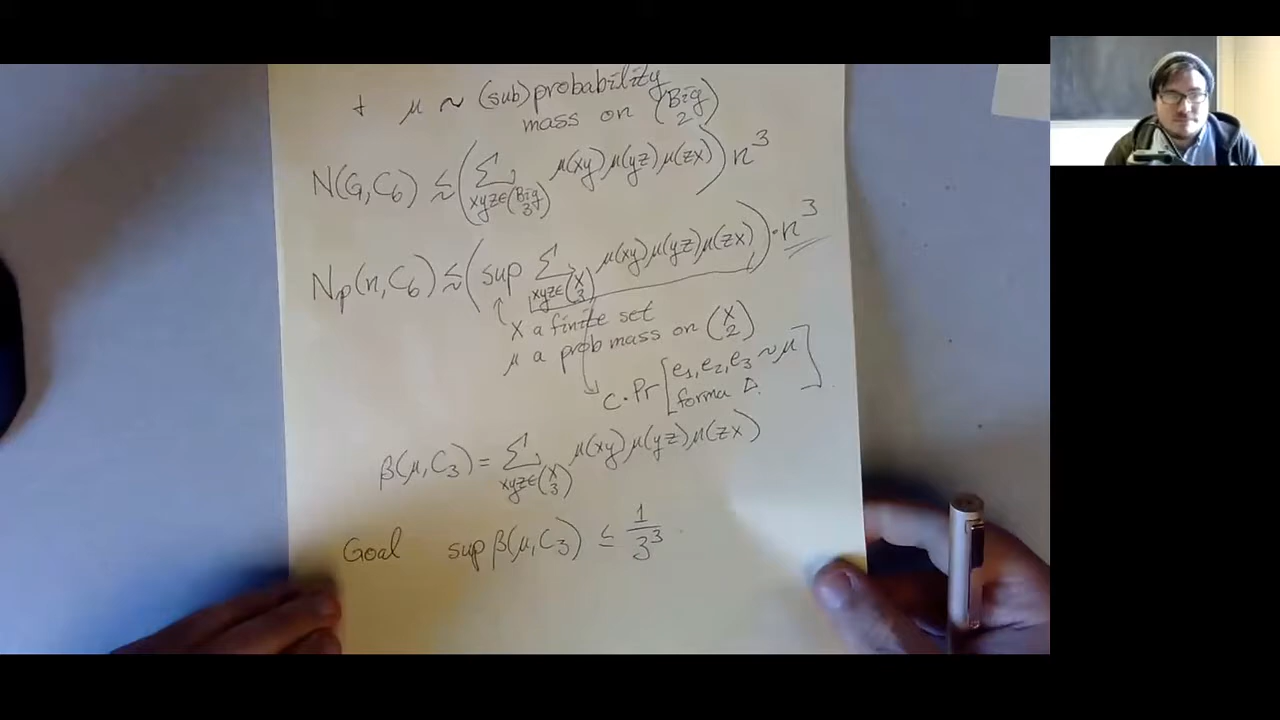 + μ ~ (sub)probability
mass on (Big 2)
N(G,C₆) ≲ (∑_{xyz∈(Big 3)} μ(xy)μ(yz)μ(zx)) n³
N_P(n,C₆) ≲ (sup ∑_{xyz∈(X 3)} μ(xy)μ(yz)μ(zx)) · n³
X a finite set
μ a prob mass on (X 2)
c · Pr [e₁,e₂,e₃ ~ μ
forma Δ]
β(μ,C₃) = ∑_{xyz∈(X 3)} μ(xy)μ(yz)μ(zx)
Goal sup β(μ,C₃) ≤ 1/3³